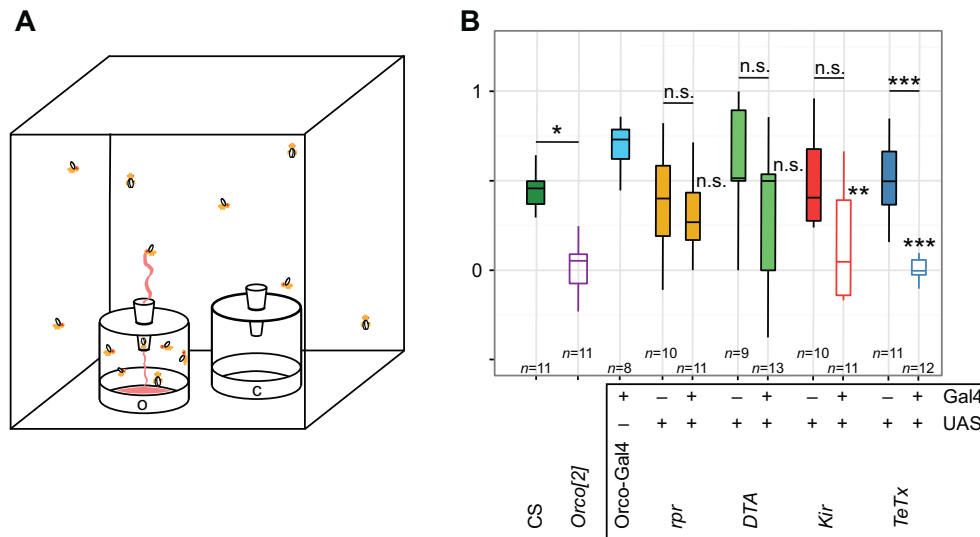 A
O
C
B
1
0
*
n.s.
n.s.
n.s.
***
n.s.
n.s.
**
***
n=11
n=11
n=8
n=10
n=11
n=9
n=13
n=10
n=11
n=11
n=12
+ – + – + – + – + Gal4
– + + + + + + + + UAS
CS
Orco[2]
Orco-Gal4
rpr
DTA
Kir
TeTx